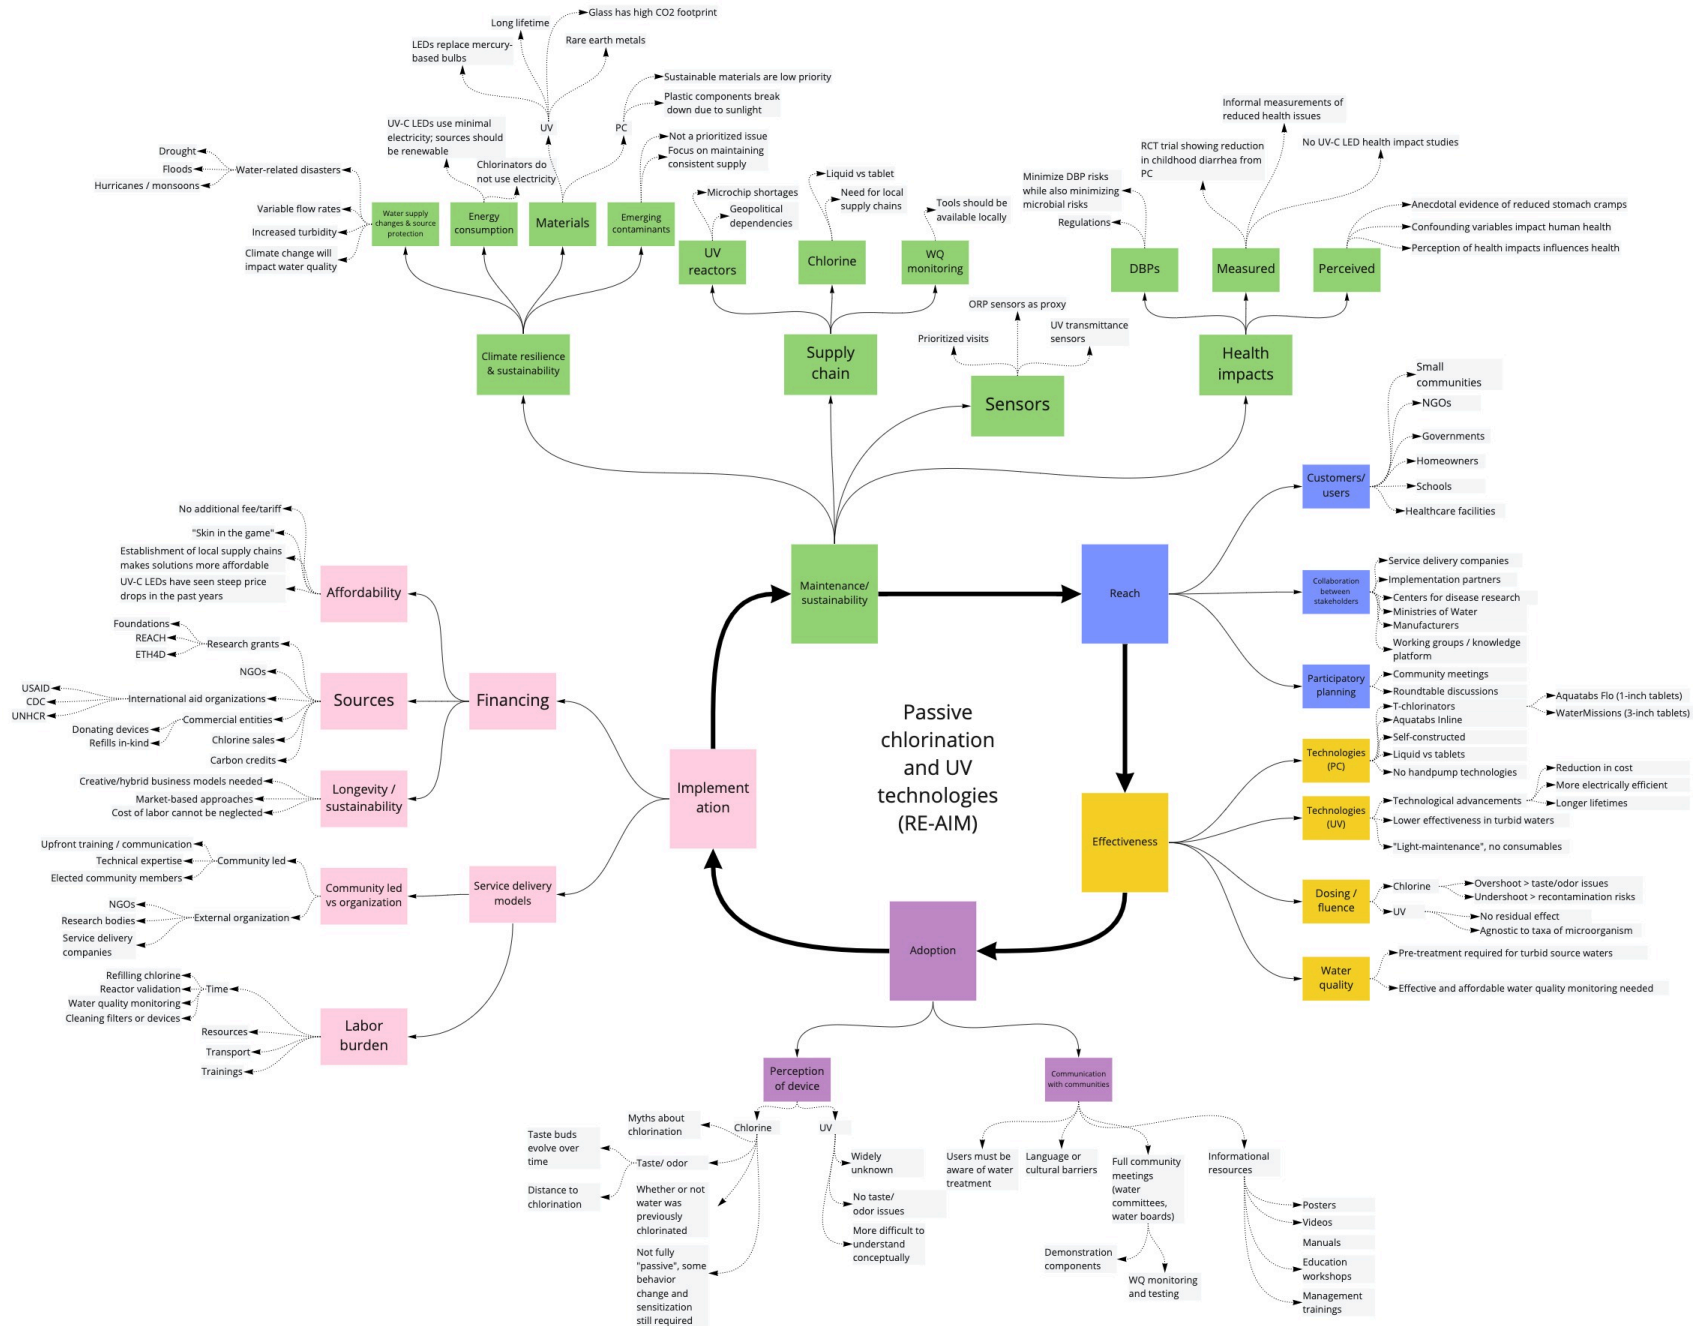 Glass has high CO2 footprint
Long lifetime
LEDs replace mercury-
based bulbs
Rare earth metals
Sustainable materials are low priority
Plastic components break
down due to sunlight
UV
PC
Not a prioritized issue
Focus on maintaining
consistent supply
UV-C LEDs use minimal
electricity; sources should
be renewable
Chlorinators do
not use electricity
Drought
Floods
Hurricanes / monsoons
Water-related disasters
Variable flow rates
Increased turbidity
Climate change will
impact water quality
Water supply
changes & source
protection
Energy
consumption
Materials
Emerging
contaminants
Climate resilience
& sustainability
Microchip shortages
Geopolitical
dependencies
Liquid vs tablet
Need for local
supply chains
Tools should be
available locally
UV
reactors
Chlorine
WQ
monitoring
Supply
chain
Prioritized visits
ORP sensors as proxy
UV transmittance
sensors
Sensors
Informal measurements of
reduced health issues
RCT trial showing reduction
in childhood diarrhea from
PC
No UV-C LED health impact studies
Minimize DBP risks
while also minimizing
microbial risks
Regulations
Anecdotal evidence of reduced stomach cramps
Confounding variables impact human health
Perception of health impacts influences health
DBPs
Measured
Perceived
Health
impacts
Maintenance/
sustainability
Reach
Customers/
users
Small
communities
NGOs
Governments
Homeowners
Schools
Healthcare facilities
Collaboration
between
stakeholders
Service delivery companies
Implementation partners
Centers for disease research
Ministries of Water
Manufacturers
Working groups / knowledge
platform
Participatory
planning
Community meetings
Roundtable discussions
Passive
chlorination
and UV
technologies
(RE-AIM)
Effectiveness
Technologies
(PC)
T-chlorinators
Aquatabs Inline
Self-constructed
Liquid vs tablets
No handpump technologies
Aquatabs Flo (1-inch tablets)
WaterMissions (3-inch tablets)
Technologies
(UV)
Technological advancements
Lower effectiveness in turbid waters
"Light-maintenance", no consumables
Reduction in cost
More electrically efficient
Longer lifetimes
Dosing /
fluence
Chlorine
Overshoot > taste/odor issues
Undershoot > recontamination risks
UV
No residual effect
Agnostic to taxa of microorganism
Water
quality
Pre-treatment required for turbid source waters
Effective and affordable water quality monitoring needed
Adoption
Perception
of device
Chlorine
UV
Myths about
chlorination
Taste/ odor
Taste buds
evolve over
time
Distance to
chlorination
Whether or not
water was
previously
chlorinated
Not fully
"passive", some
behavior
change and
sensitization
still required
Widely
unknown
No taste/
odor issues
More difficult to
understand
conceptually
Communication
with communities
Users must be
aware of water
treatment
Language or
cultural barriers
Full community
meetings
(water
committees,
water boards)
Demonstration
components
WQ monitoring
and testing
Informational
resources
Posters
Videos
Manuals
Education
workshops
Management
trainings
Implement
ation
Financing
Affordability
No additional fee/tariff
"Skin in the game"
Establishment of local supply chains
makes solutions more affordable
UV-C LEDs have seen steep price
drops in the past years
Sources
Research grants
Foundations
REACH
ETH4D
NGOs
International aid organizations
USAID
CDC
UNHCR
Commercial entities
Donating devices
Refills in-kind
Chlorine sales
Carbon credits
Longevity /
sustainability
Creative/hybrid business models needed
Market-based approaches
Cost of labor cannot be neglected
Service delivery
models
Community led
vs organization
Community led
Upfront training / communication
Technical expertise
Elected community members
External organization
NGOs
Research bodies
Service delivery
companies
Labor
burden
Time
Refilling chlorine
Reactor validation
Water quality monitoring
Cleaning filters or devices
Resources
Transport
Trainings